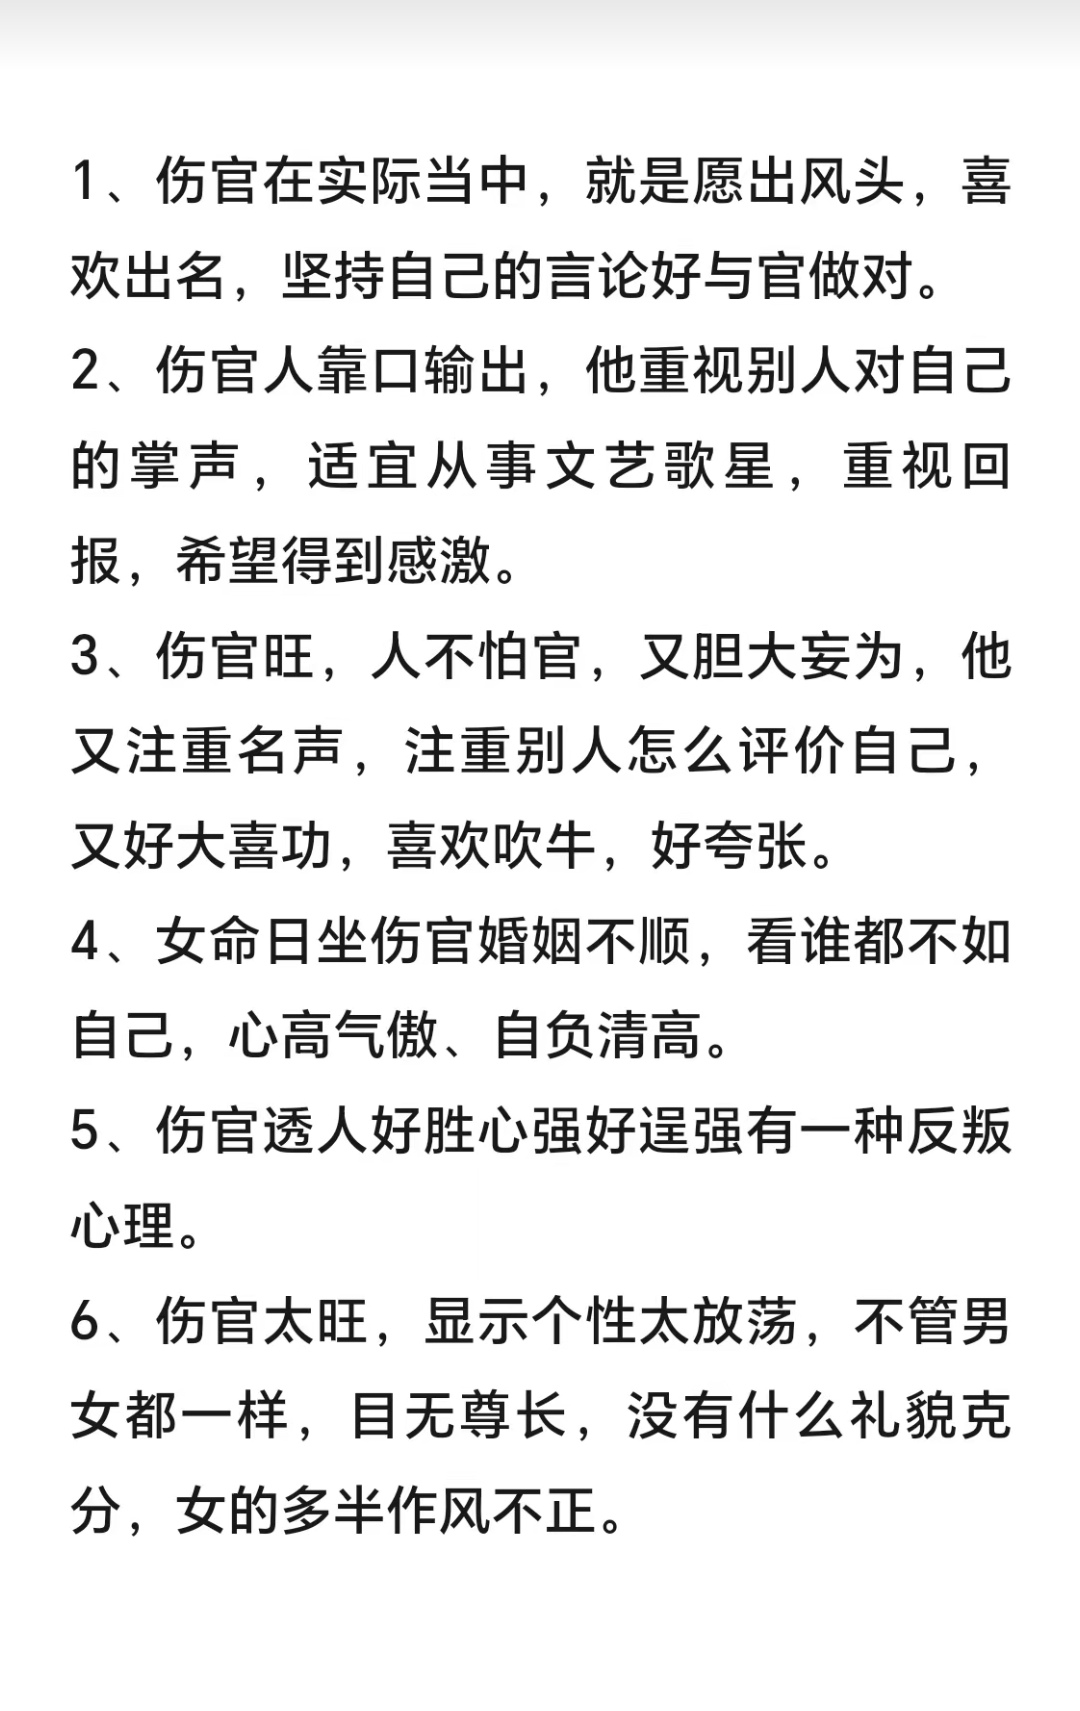 1、伤官在实际当中，就是愿出风头，喜
欢出名，坚持自己的言论好与官做对。
2、伤官人靠口输出，他重视别人对自己
的掌声，适宜从事文艺歌星，重视回
报，希望得到感激。
3、伤官旺，人不怕官，又胆大妄为，他
又注重名声，注重别人怎么评价自己，
又好大喜功，喜欢吹牛，好夸张。
4、女命日坐伤官婚姻不顺，看谁都不如
自己，心高气傲、自负清高。
5、伤官透人好胜心强好逞强有一种反叛
心理。
6、伤官太旺，显示个性太放荡，不管男
女都一样，目无尊长，没有什么礼貌克
分，女的多半作风不正。